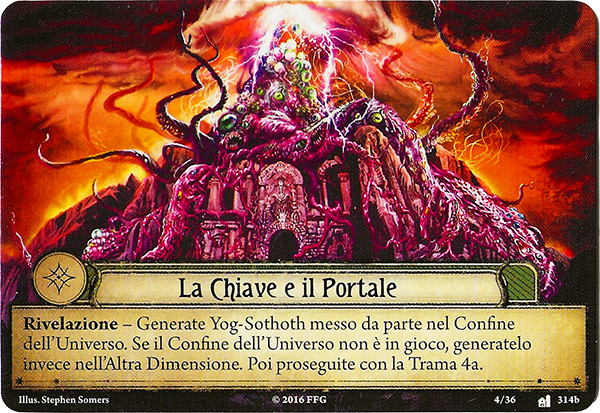 La Chiave e il Portale
Rivelazione – Generate Yog-Sothoth messo da parte nel Confine
dell'Universo. Se il Confine dell'Universo non è in gioco, generatelo
invece nell'Altra Dimensione. Poi proseguite con la Trama 4a.
Illus. Stephen Somers © 2016 FFG 4/36 314b